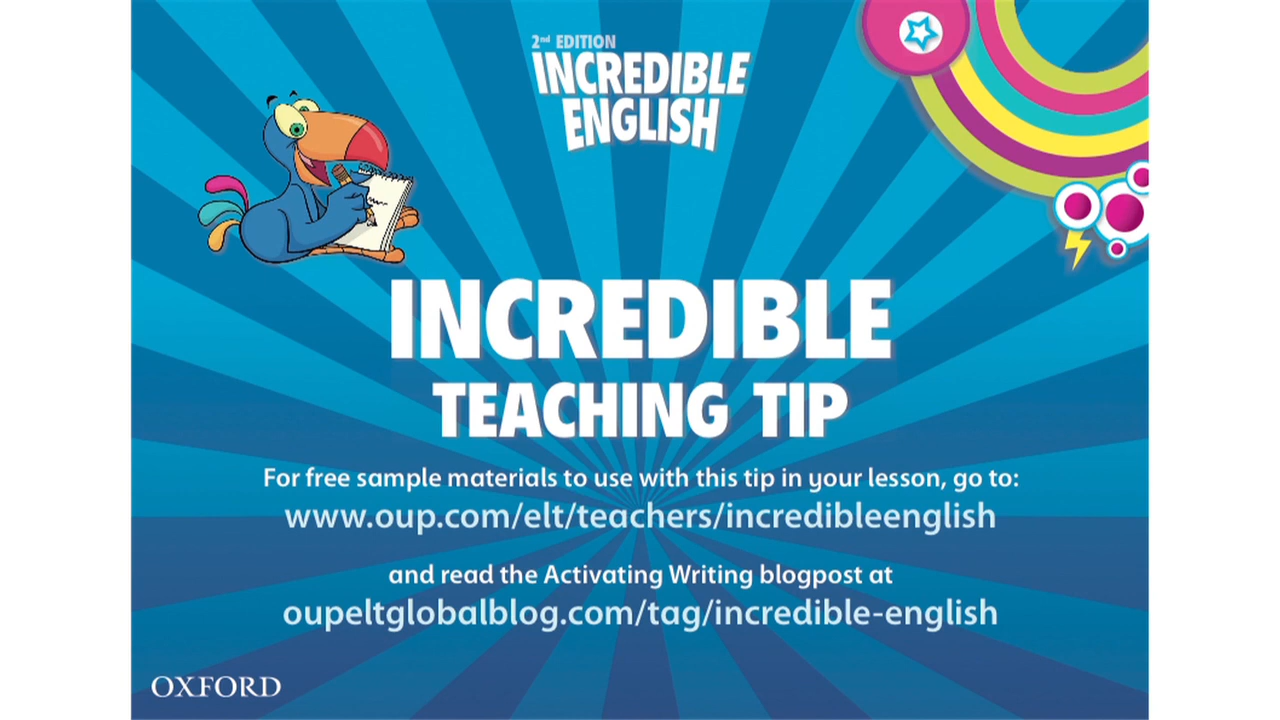 2nd EDITION
INCREDIBLE
ENGLISH
INCREDIBLE
TEACHING TIP
For free sample materials to use with this tip in your lesson, go to:
www.oup.com/elt/teachers/incredibleenglish
and read the Activating Writing blogpost at
oupeltglobalblog.com/tag/incredible-english
OXFORD